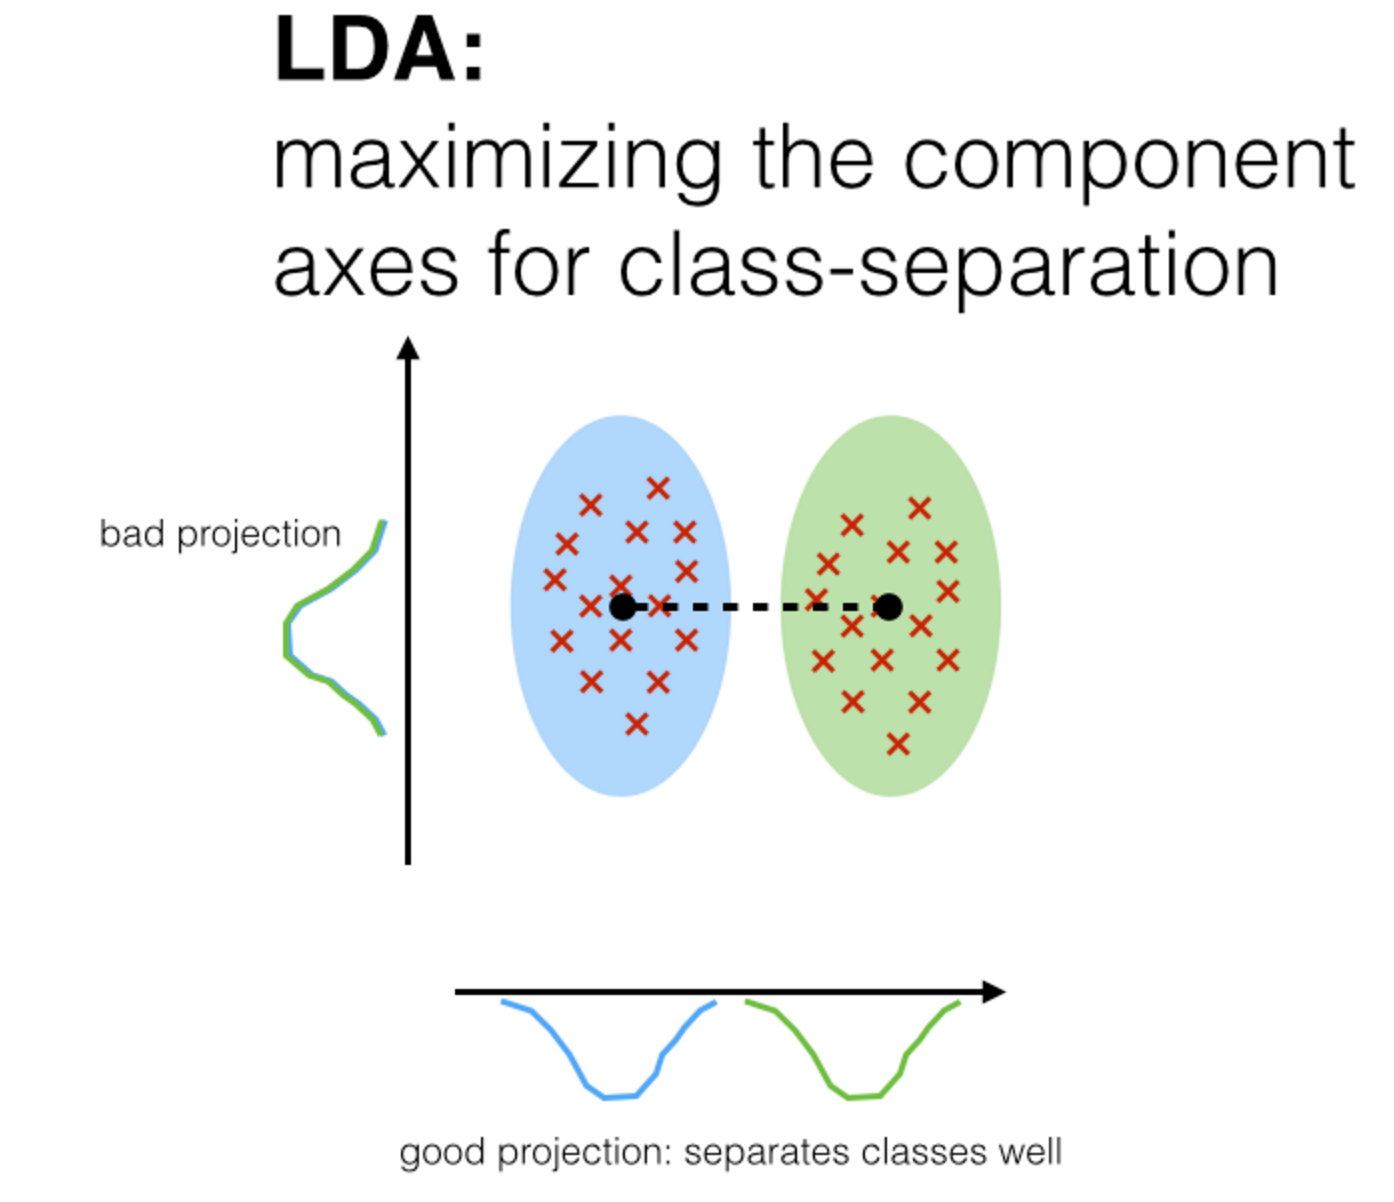 LDA:
maximizing the component
axes for class-separation
bad projection
good projection: separates classes well